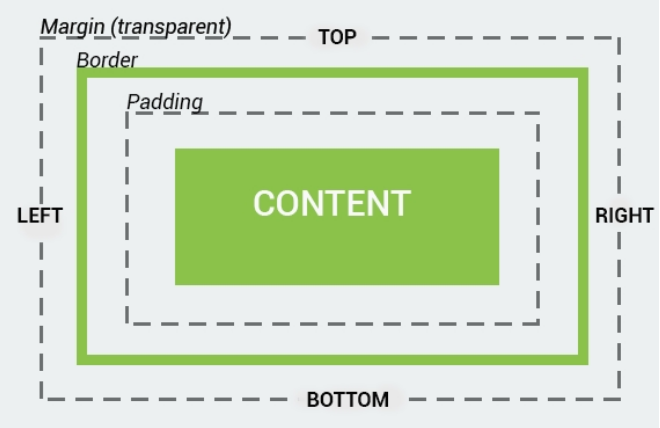 Margin (transparent)
TOP
Border
Padding
CONTENT
LEFT
RIGHT
BOTTOM